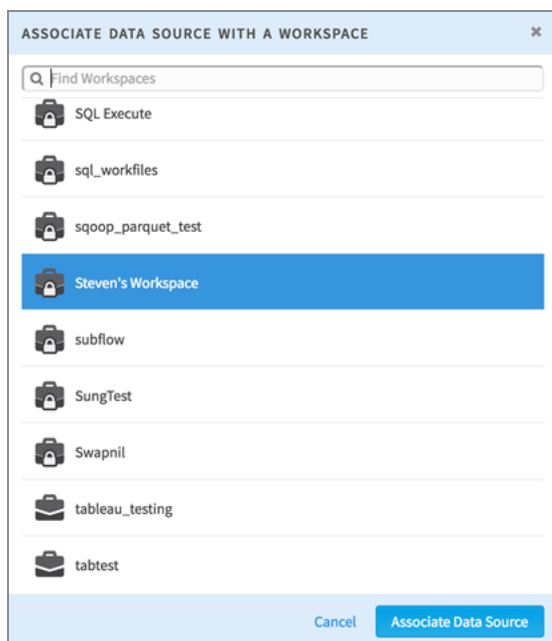 ASSOCIATE DATA SOURCE WITH A WORKSPACE
Find Workspaces
SQL Execute
sql_workfiles
sqoop_parquet_test
Steven's Workspace
subflow
SungTest
Swapnil
tableau_testing
tabtest
Cancel Associate Data Source